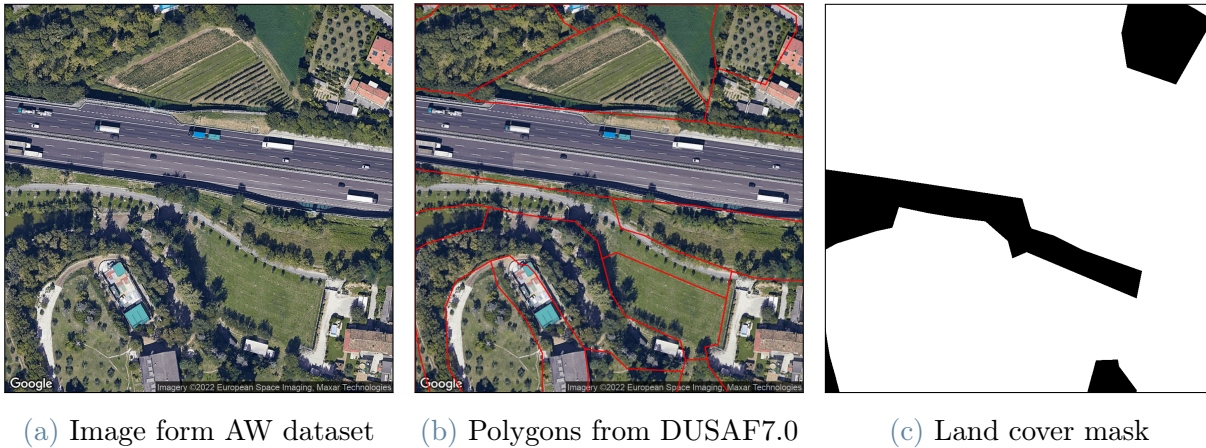 Google
Imagery ©2022 European Space Imaging, Maxar Technologies
Google
Imagery ©2022 European Space Imaging, Maxar Technologies
(a) Image form AW dataset
(b) Polygons from DUSAF7.0
(c) Land cover mask